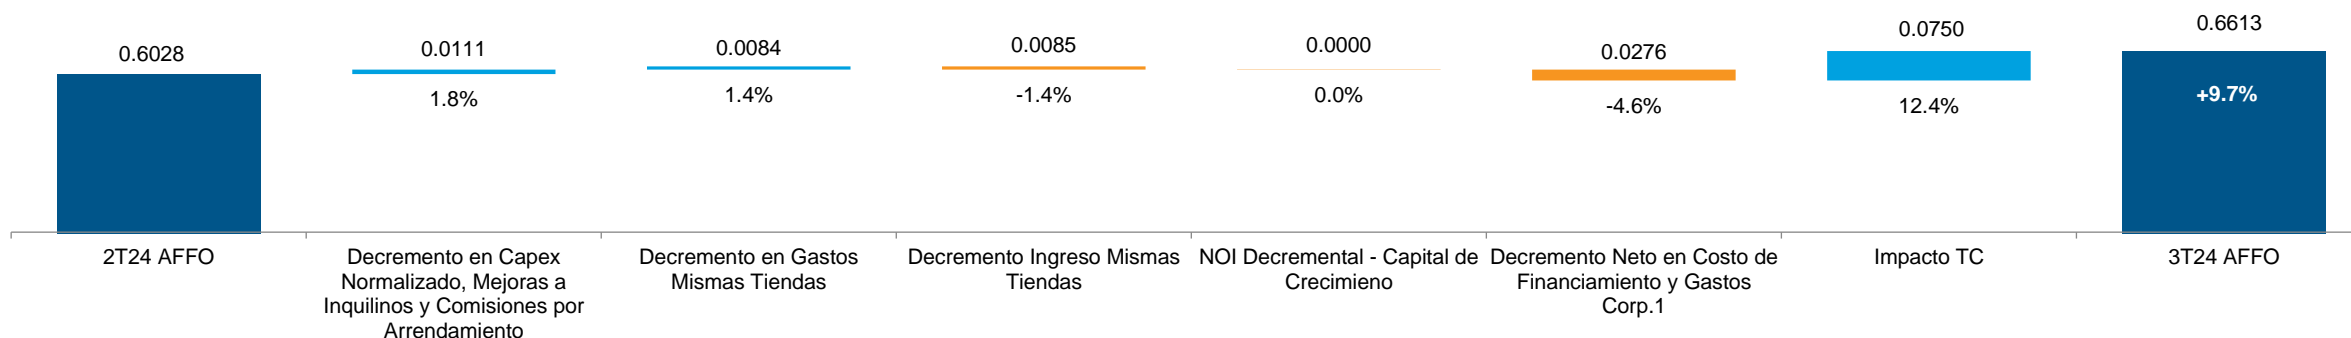 0.6028
0.0111
0.0084
0.0085
0.0000
0.0276
0.0750
0.6613
1.8%
1.4%
-1.4%
0.0%
-4.6%
12.4%
+9.7%
2T24 AFFO
Decremento en Capex
Normalizado, Mejoras a
Inquilinos y Comisiones por
Arrendamiento
Decremento en Gastos
Mismas Tiendas
Decremento Ingreso Mismas
Tiendas
NOI Decremental - Capital de
Crecimieno
Decremento Neto en Costo de
Financiamiento y Gastos
Corp.1
Impacto TC
3T24 AFFO